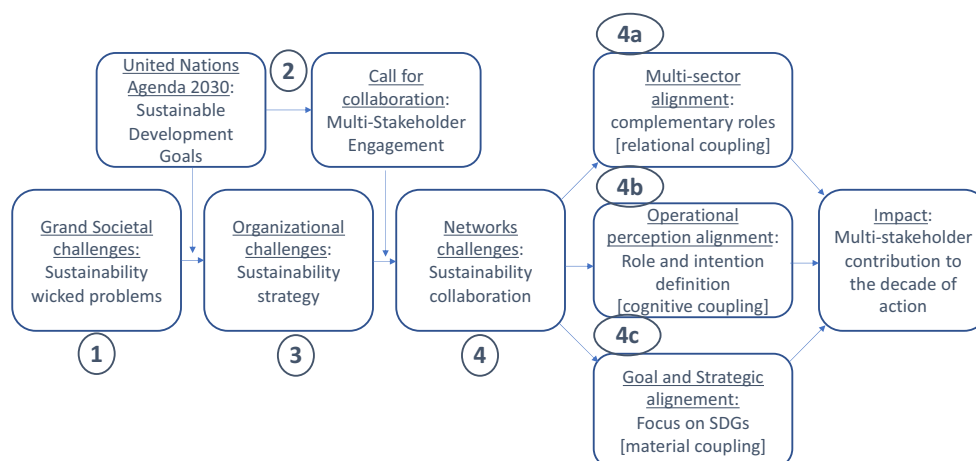 4a
United Nations
Agenda 2030:
Sustainable
Development
Goals
2
Call for
collaboration:
Multi-Stakeholder
Engagement
Multi-sector
alignment:
complementary roles
[relational coupling]
4b
Grand Societal
challenges:
Sustainability
wicked problems
Organizational
challenges:
Sustainability
strategy
Networks
challenges:
Sustainability
collaboration
Operational
perception alignment:
Role and intention
definition
[cognitive coupling]
Impact:
Multi-stakeholder
contribution to
the decade of
action
1
3
4
4c
Goal and Strategic
alignement:
Focus on SDGs
[material coupling]